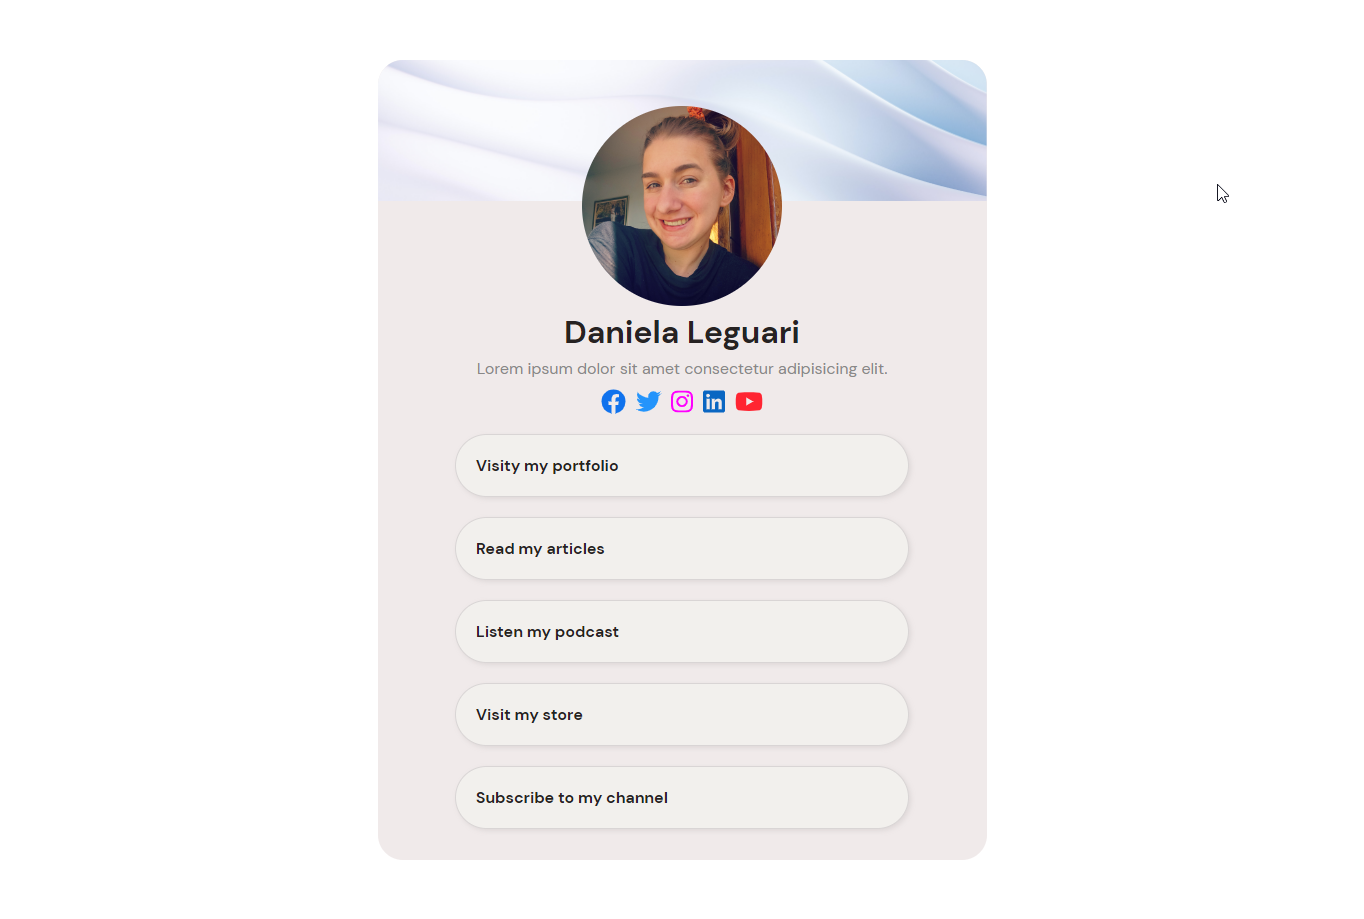 Daniela Leguari
Lorem ipsum dolor sit amet consectetur adipisicing elit.
Visity my portfolio
Read my articles
Listen my podcast
Visit my store
Subscribe to my channel